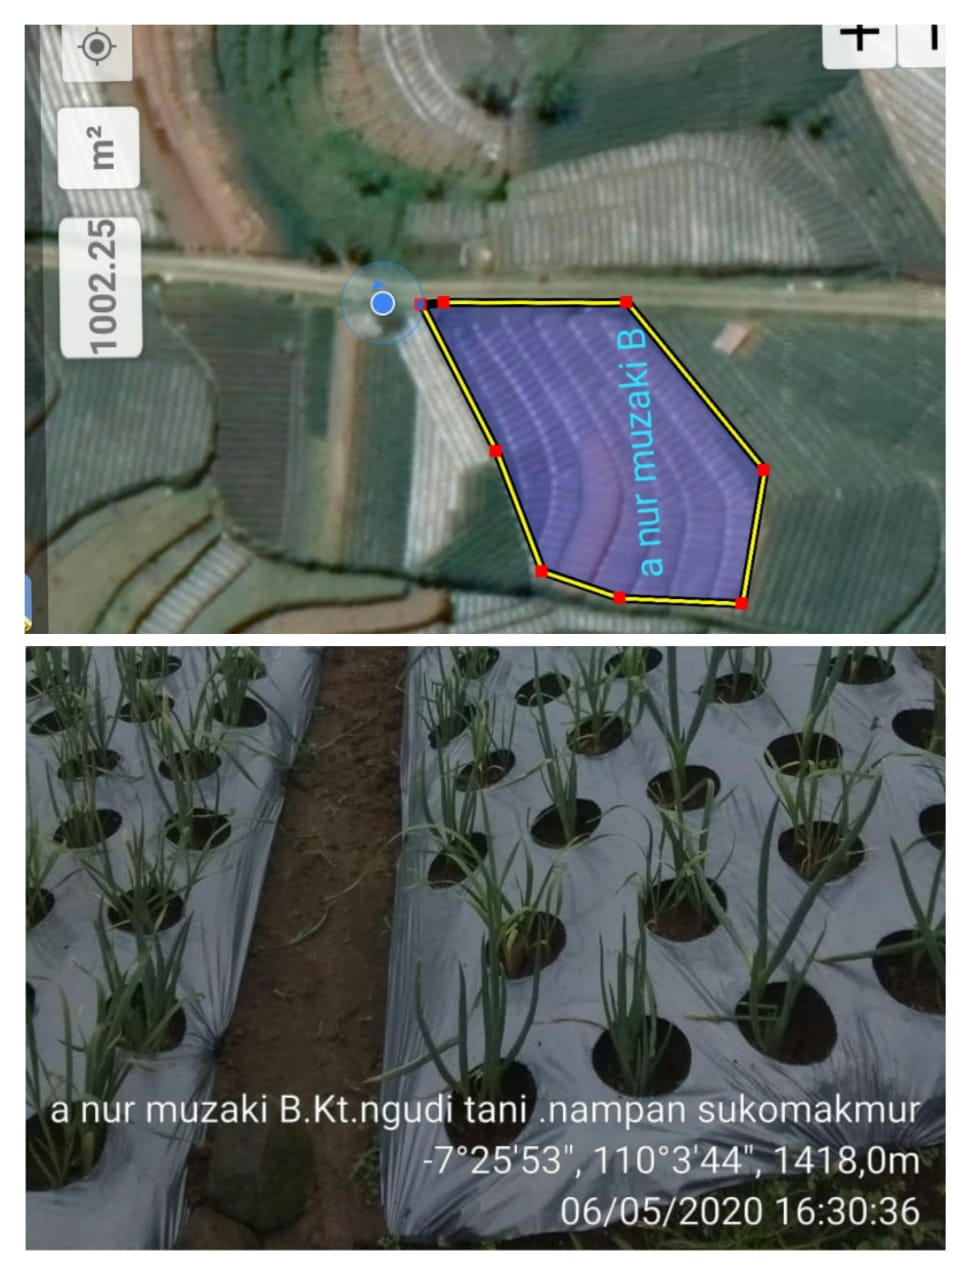 m²
1002.25
a nur muzaki B
a nur muzaki B.Kt.ngudi tani .nampan sukomakmur
-7°25'53", 110°3'44", 1418,0m
06/05/2020 16:30:36